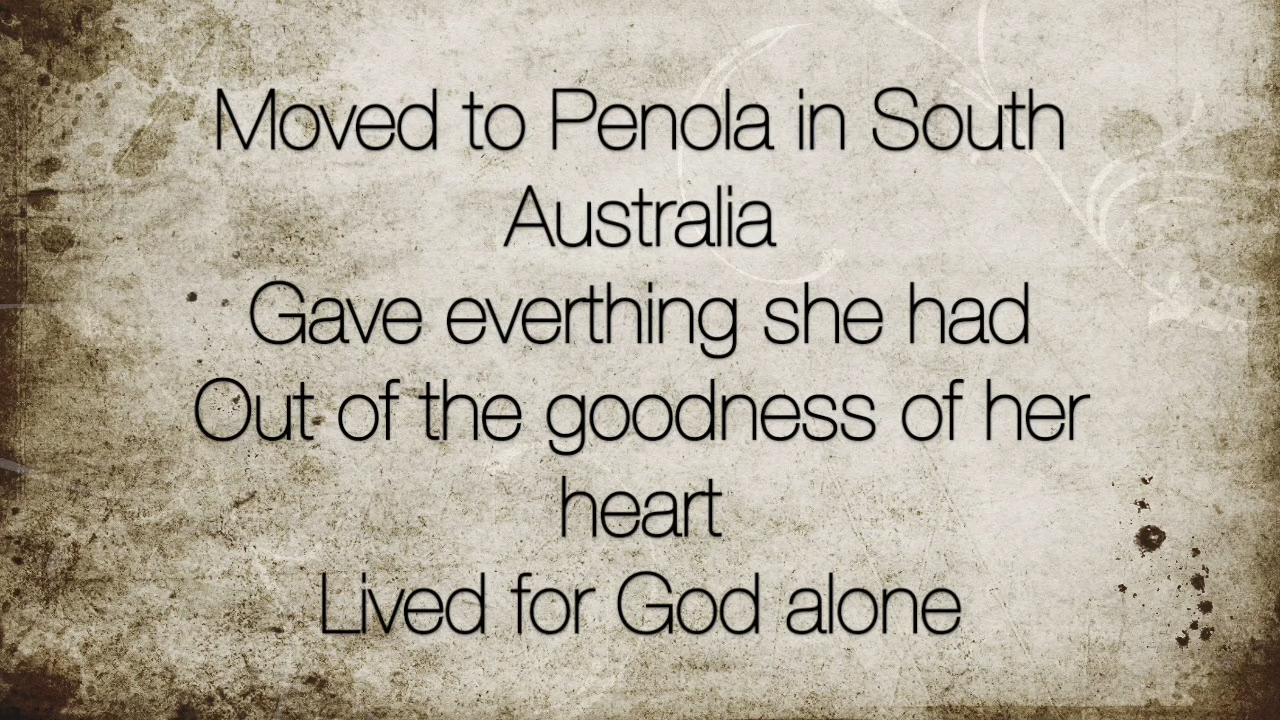 Moved to Penola in South
Australia
Gave everthing she had
Out of the goodness of her
heart
Lived for God alone